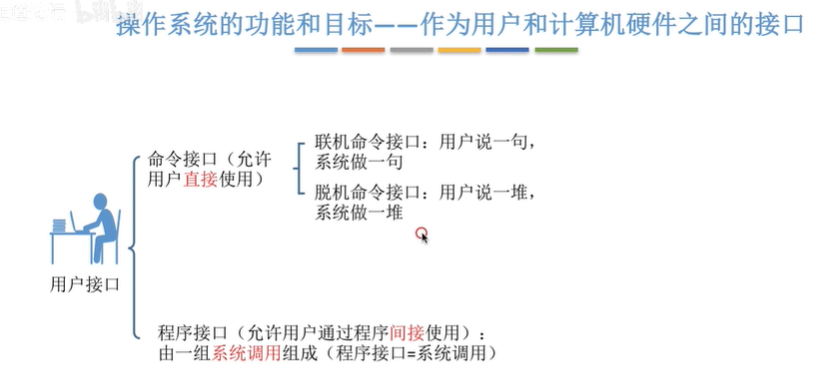 操作系统的功能和目标——作为用户和计算机硬件之间的接口
命令接口（允许
用户直接使用）
联机命令接口：用户说一句，
系统做一句
脱机命令接口：用户说一堆，
系统做一堆
用户接口
程序接口（允许用户通过程序间接使用）：
由一组系统调用组成（程序接口=系统调用）